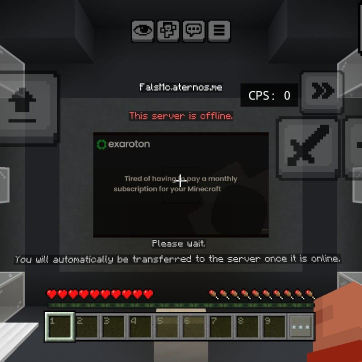 FalsMc.aternos.me
CPS: 0
This server is offline.
exaroton
Tired of having to pay a monthly
subscription for your Minecraft
Please wait
You will automatically be transferred to the server once it is online.
1 2 3 4 5 6 7 8 9